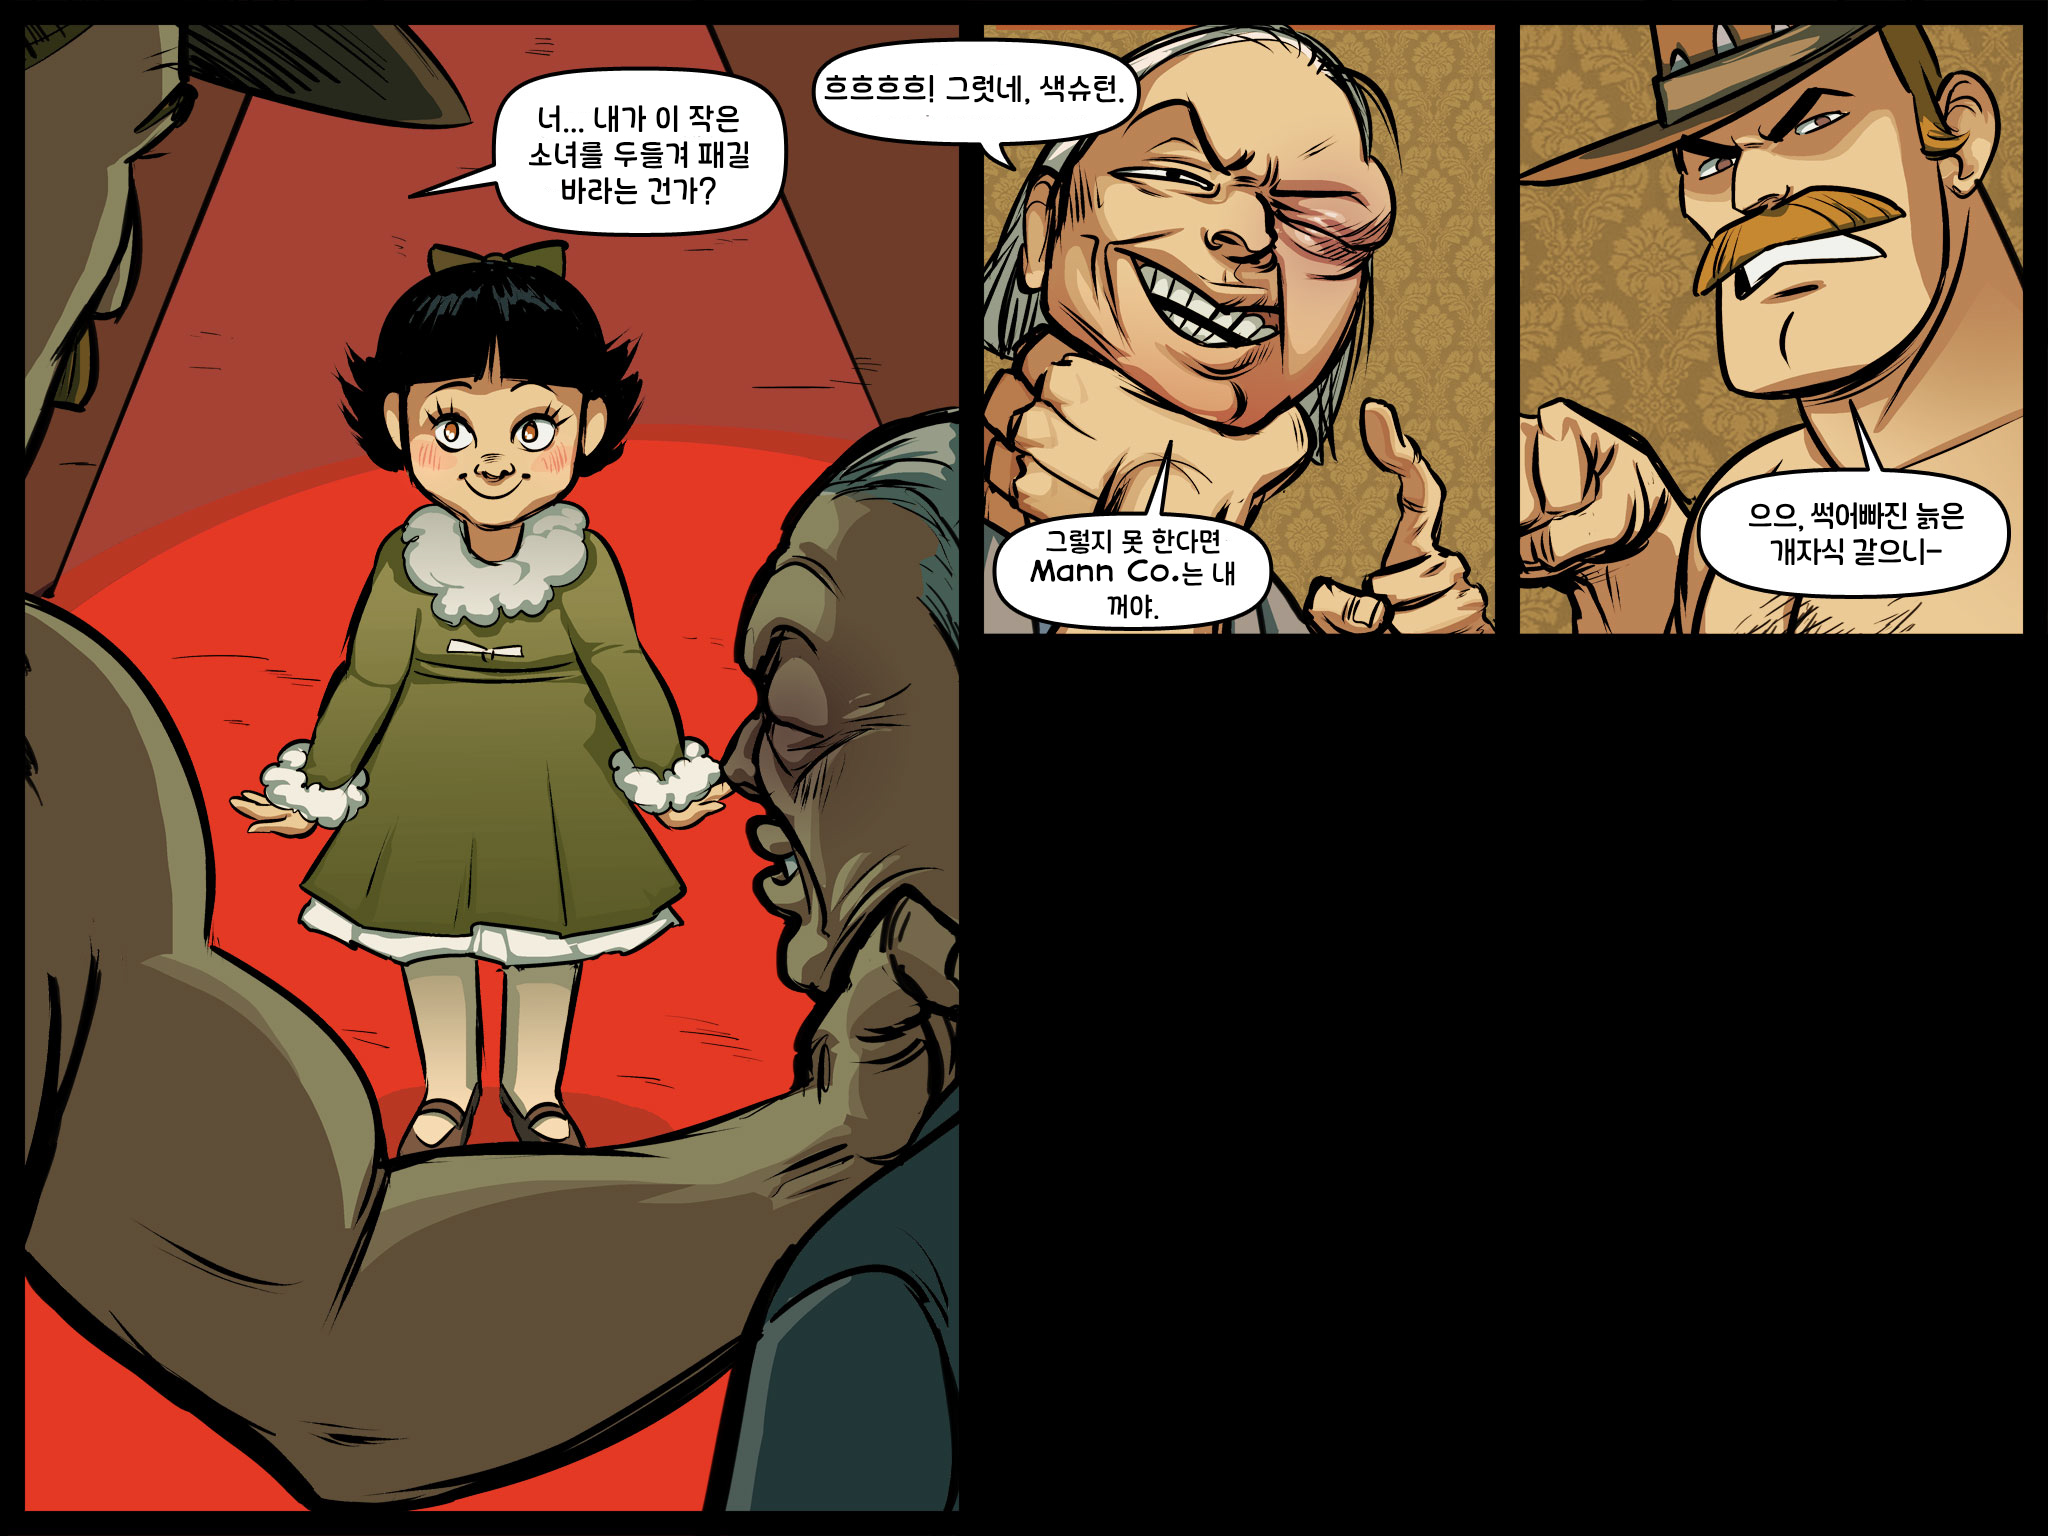 너... 내가 이 작은
소녀를 두들겨 패길
바라는 건가?
흐흐흐흐! 그럿네, 색슈턴.
그렇지 못 한다면
Mann Co.는 내
꺼야.
으으, 썩어빠진 늙은
개자식 같으니-